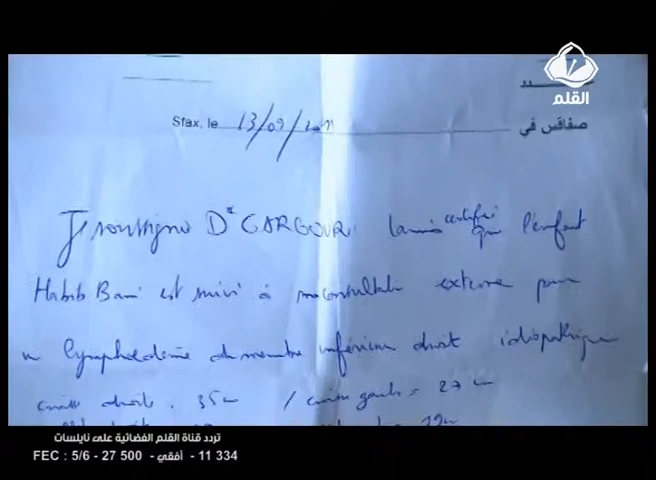 القلم
Sfax, le 13/09/2011 صفاقس في
Je soussigné Dr GARGOURI Lamis certifie que l'enfant
Habib Bani est suivi à ma consultation externe pour
un lymphoedème du membre inférieur droit idiopathique
cuisse droite : 35 cm / cuisse gauche = 27 cm
تردد قناة القلم الفضائية على نايلسات
FEC : 5/6 - 27 500 - أفقي - 11 334